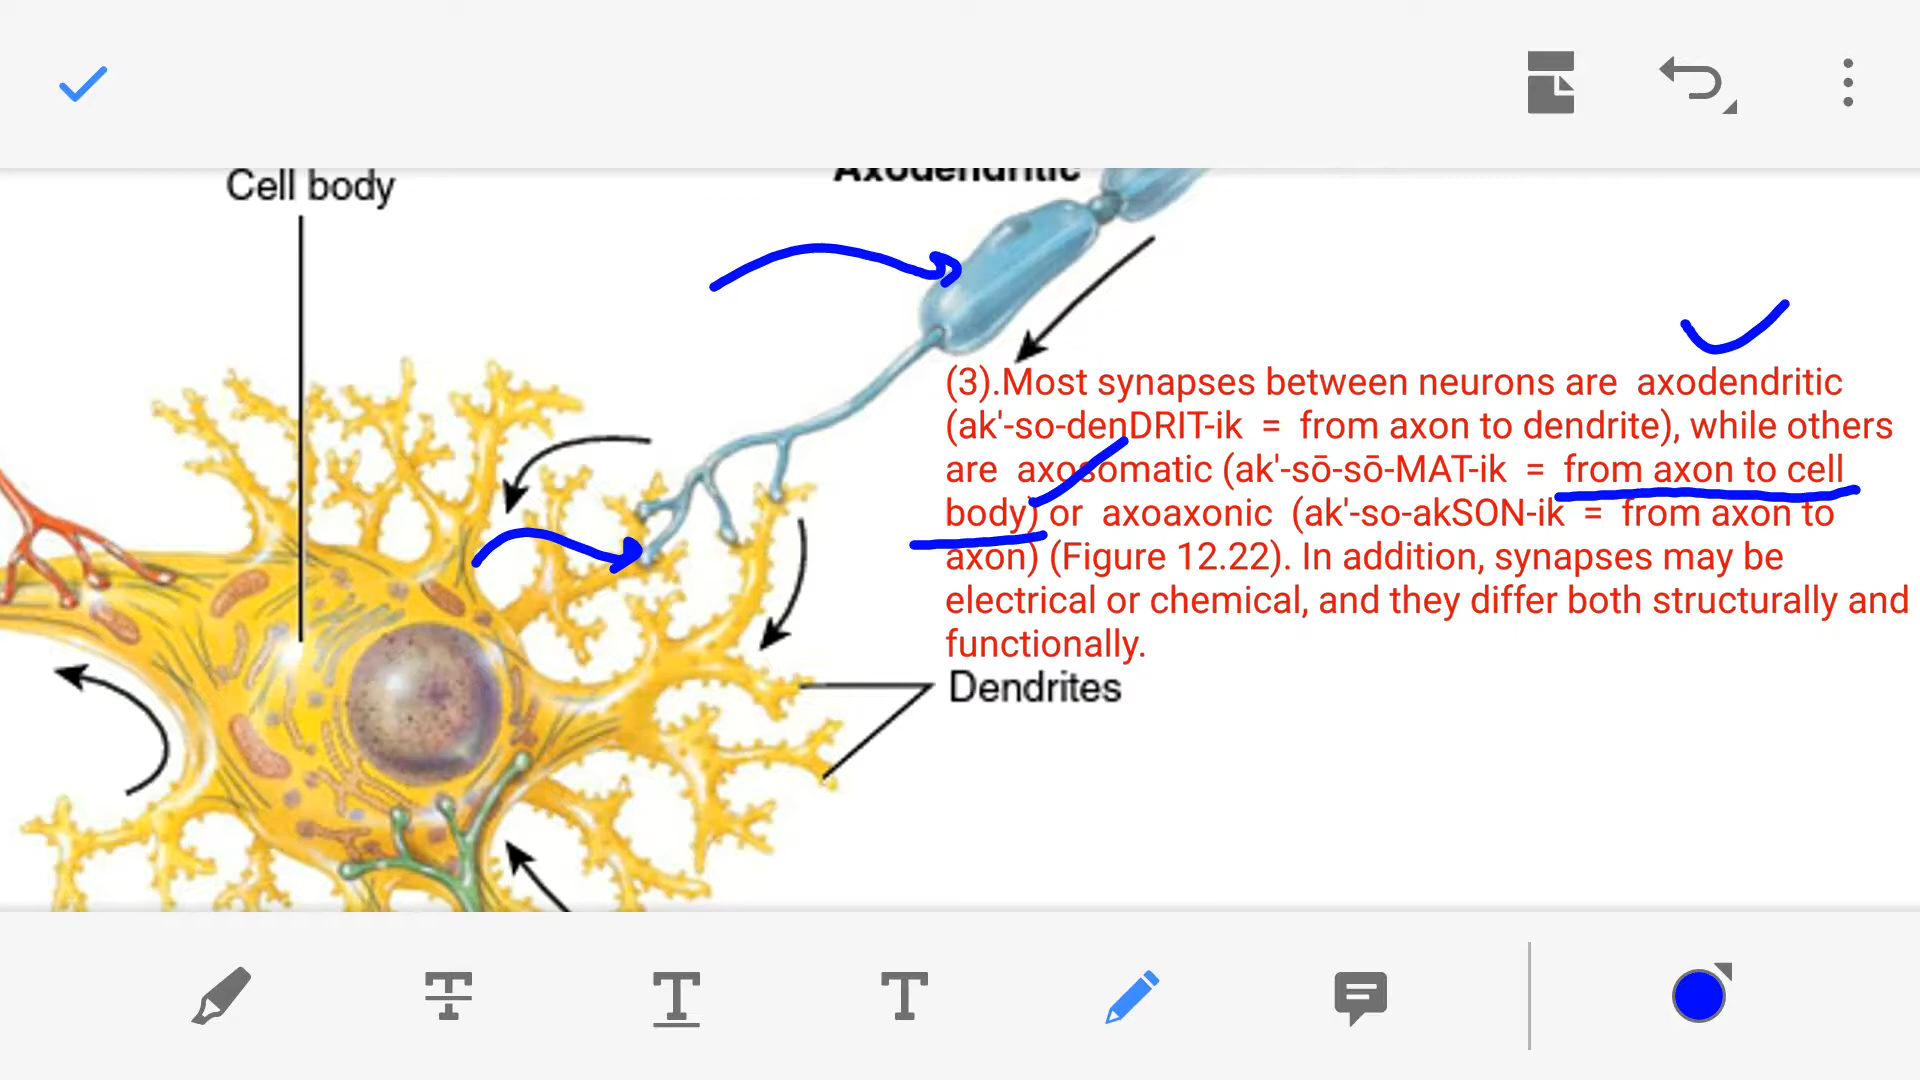 Cell body
Axodendritic
(3).Most synapses between neurons are axodendritic
(ak'-so-denDRIT-ik = from axon to dendrite), while others
are axosomatic (ak'-sō-sō-MAT-ik = from axon to cell
body) or axoaxonic (ak'-so-akSON-ik = from axon to
axon) (Figure 12.22). In addition, synapses may be
electrical or chemical, and they differ both structurally and
functionally.
Dendrites